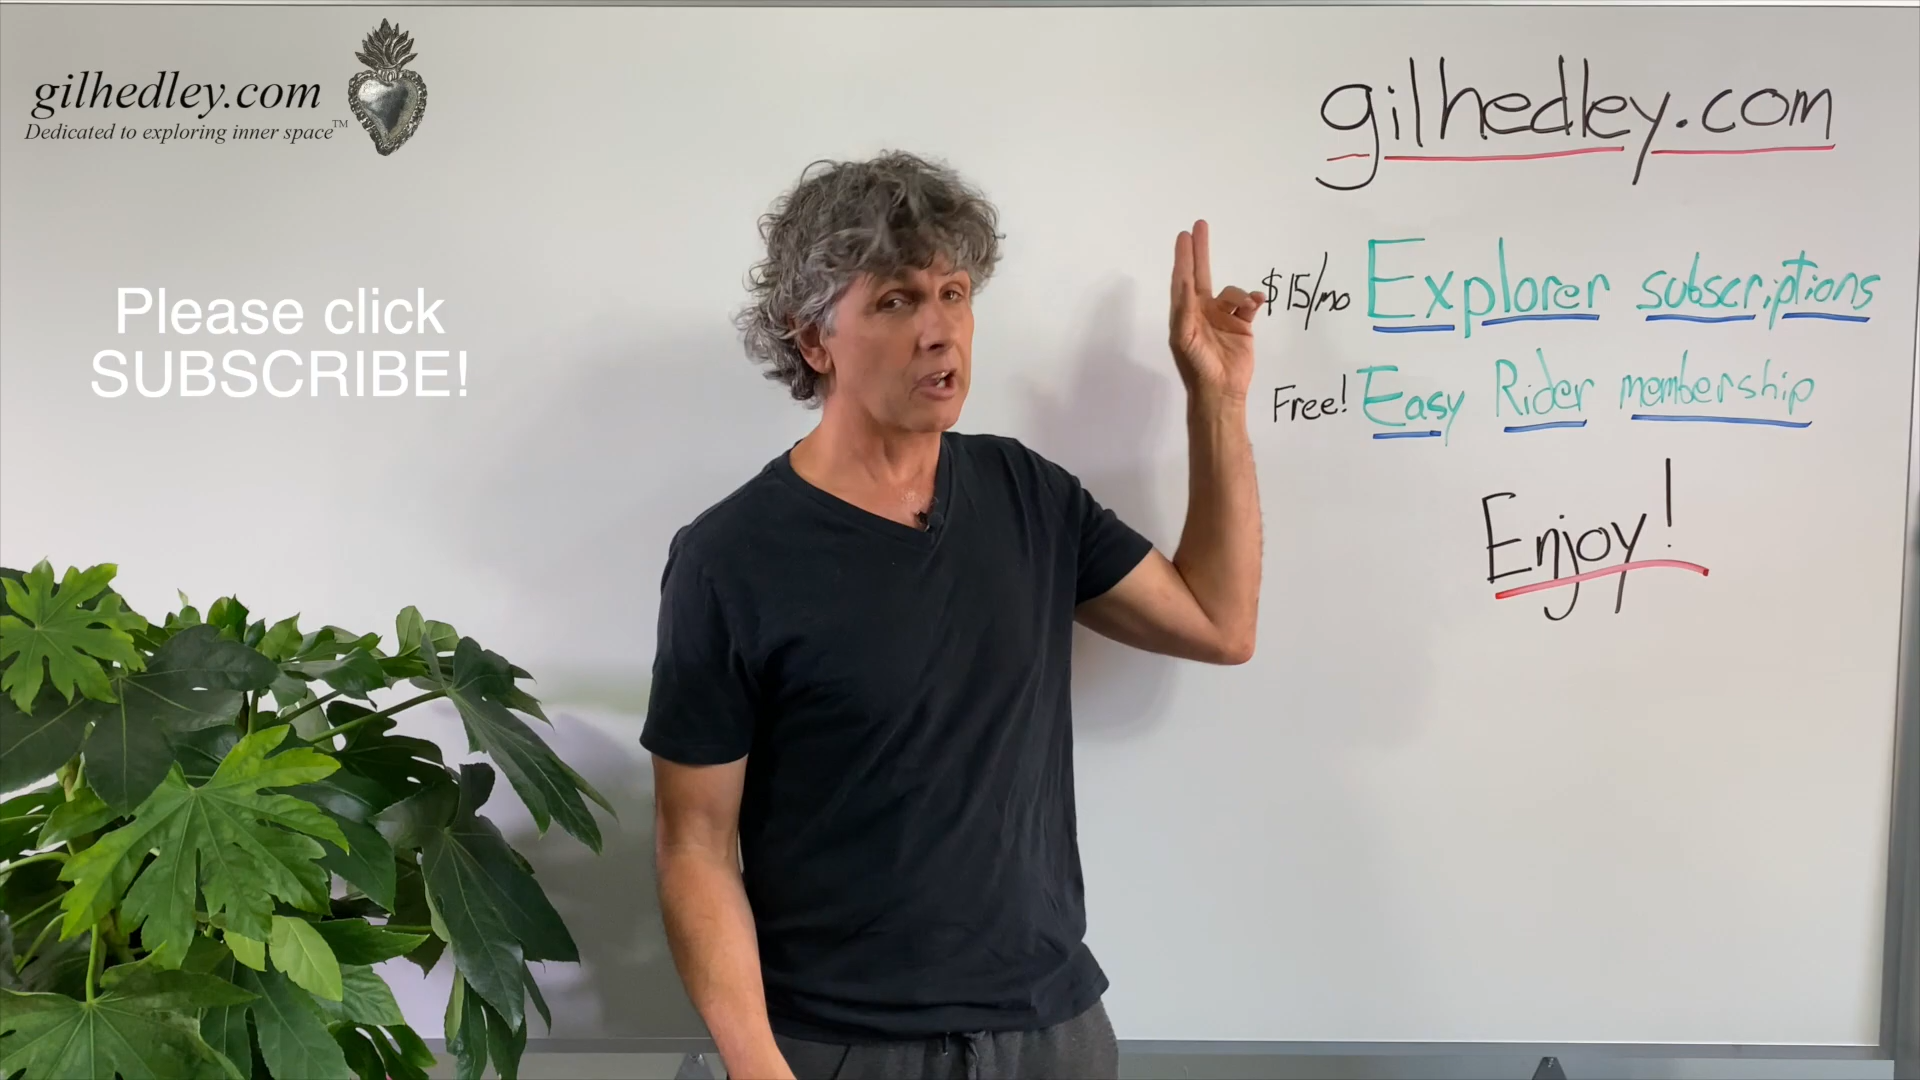 gilhedley.com
Dedicated to exploring inner space™
Please click
SUBSCRIBE!
gilhedley.com
$15/mo Explorer subscriptions
Free! Easy Rider membership
Enjoy!